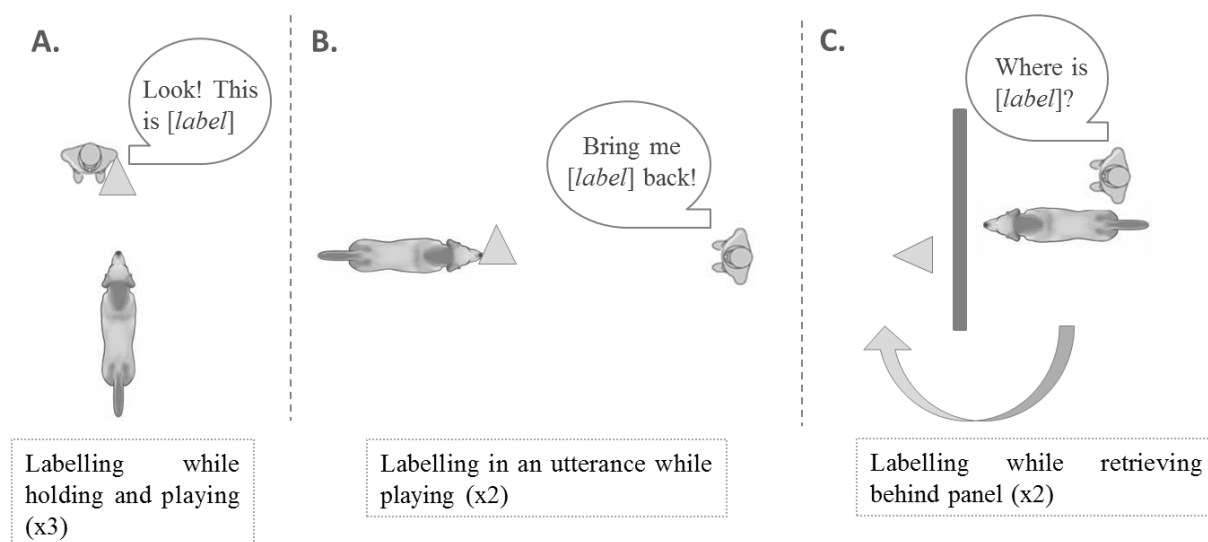 A.
Look! This
is [label]
Labelling while
holding and playing
(x3)
B.
Bring me
[label] back!
Labelling in an utterance while
playing (x2)
C.
Where is
[label]?
Labelling while retrieving
behind panel (x2)